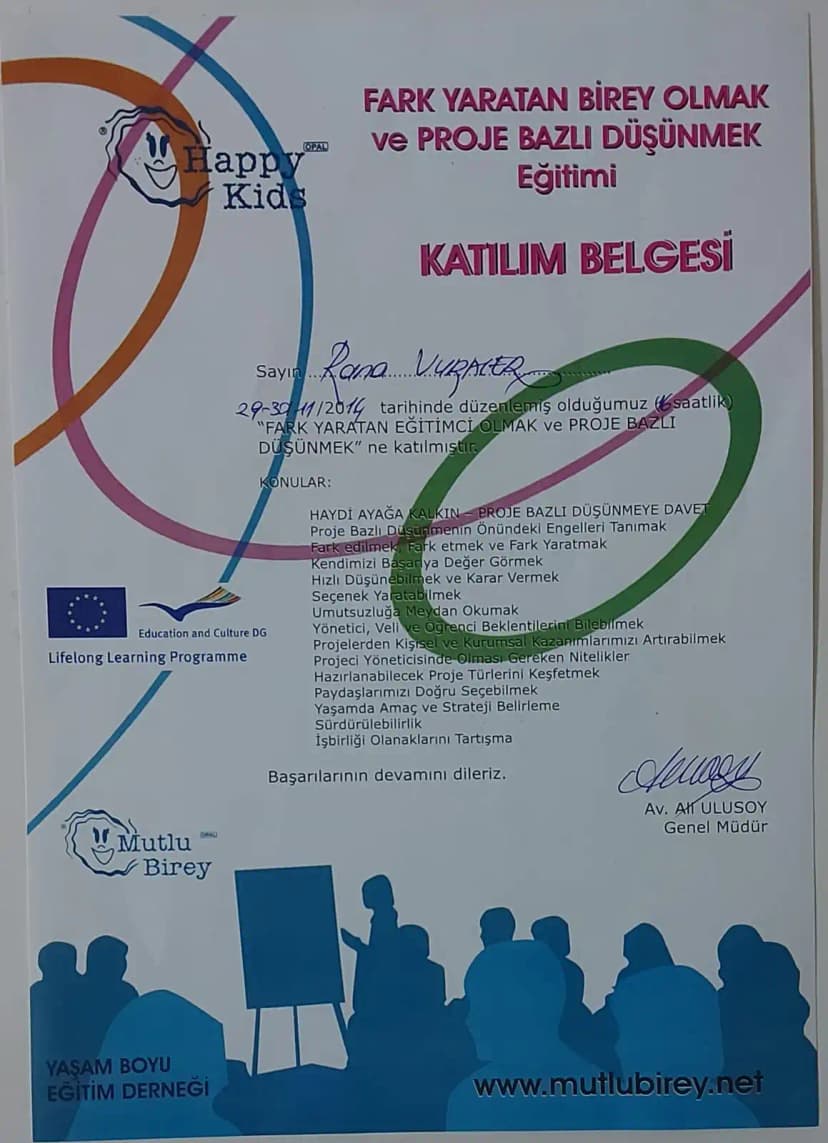 FARK YARATAN BİREY OLMAK
ve PROJE BAZLI DÜŞÜNMEK
Eğitimi
Happy OPAL
Kids
KATILIM BELGESİ
Sayın Rana VURALER
29-30/11/2014 tarihinde düzenlemiş olduğumuz (16 saatlik)
“FARK YARATAN EĞİTİMCİ OLMAK ve PROJE BAZLI
DÜŞÜNMEK” ne katılmıştır.
KONULAR:
HAYDİ AYAĞA KALKIN – PROJE BAZLI DÜŞÜNMEYE DAVET
Proje Bazlı Düşünmenin Önündeki Engelleri Tanımak
Fark edilmek, Fark etmek ve Fark Yaratmak
Kendimizi Başarıya Değer Görmek
Hızlı Düşünebilmek ve Karar Vermek
Seçenek Yaratabilmek
Umutsuzluğa Meydan Okumak
Yönetici, Veli ve Öğrenci Beklentilerini Bilebilmek
Projelerden Kişisel ve Kurumsal Kazanımlarımızı Artırabilmek
Projeci Yöneticisinde Olması Gereken Nitelikler
Hazırlanabilecek Proje Türlerini Keşfetmek
Paydaşlarımızı Doğru Seçebilmek
Yaşamda Amaç ve Strateji Belirleme
Sürdürülebilirlik
İşbirliği Olanaklarını Tartışma
Education and Culture DG
Lifelong Learning Programme
Başarılarının devamını dileriz.
Av. Ali ULUSOY
Genel Müdür
Mutlu OPAL
Birey
YAŞAM BOYU
EĞİTİM DERNEĞİ
www.mutlubirey.net